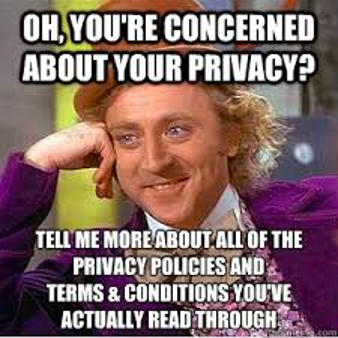 OH, YOU'RE CONCERNED
ABOUT YOUR PRIVACY?
TELL ME MORE ABOUT ALL OF THE
PRIVACY POLICIES AND
TERMS & CONDITIONS YOU'VE
ACTUALLY READ THROUGH